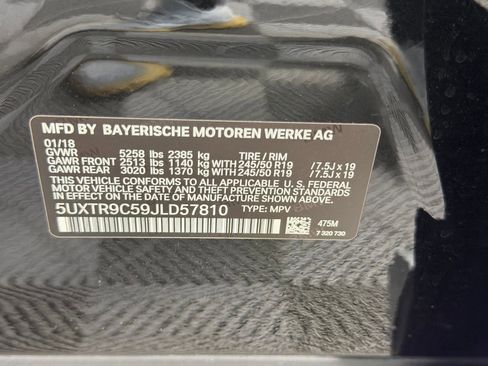 MFD BY BAYERISCHE MOTOREN WERKE AG
01/18
GVWR 5258 lbs 2385 kg TIRE / RIM
GAWR FRONT 2513 lbs 1140 kg WITH 245/50 R19 /7.5J x 19
GAWR REAR 3020 lbs 1370 kg WITH 245/50 R19 /7.5J x 19
THIS VEHICLE CONFORMS TO ALL APPLICABLE U.S. FEDERAL
MOTOR VEHICLE SAFETY AND THEFT PREVENTION STANDARDS
IN EFFECT ON THE DATE OF MANUFACTURE SHOWN ABOVE.
5UXTR9C59JLD57810 TYPE: MPV
475M
7 320 730